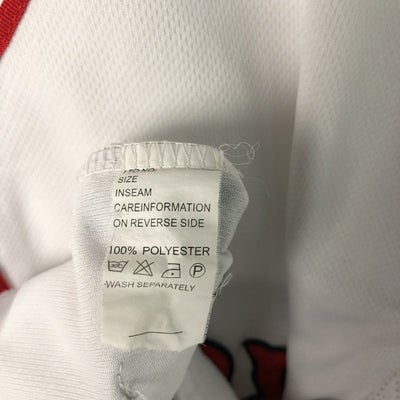 SIZE
INSEAM
CAREINFORMATION
ON REVERSE SIDE
100% POLYESTER
P
WASH SEPARATELY